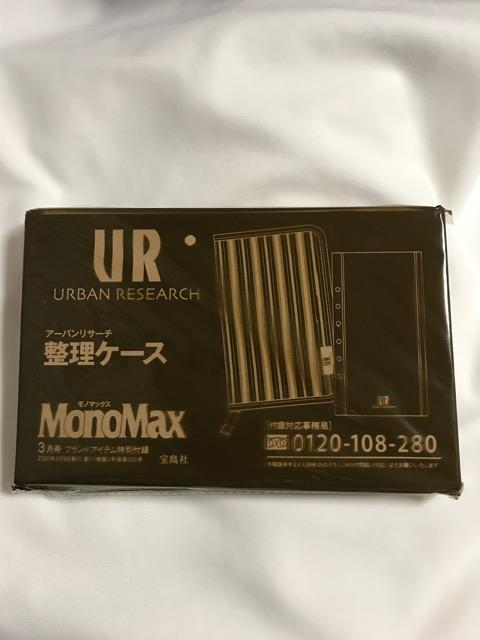 UR
URBAN RESEARCH
アーバンリサーチ
整理ケース
モノマックス
MonoMax
3月号 ブランドアイテム特別付録
宝島社
UR
0120-108-280